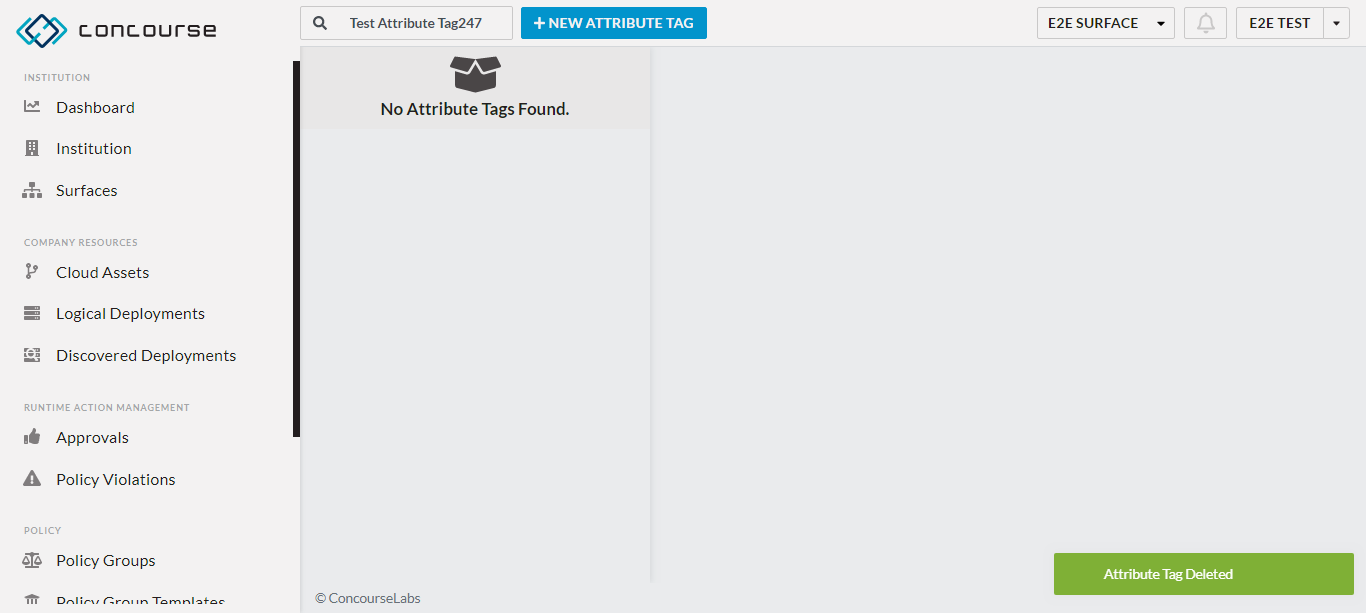 concourse
Test Attribute Tag247
NEW ATTRIBUTE TAG
E2E SURFACE
E2E TEST
INSTITUTION
Dashboard
Institution
Surfaces
COMPANY RESOURCES
Cloud Assets
Logical Deployments
Discovered Deployments
RUNTIME ACTION MANAGEMENT
Approvals
Policy Violations
POLICY
Policy Groups
Policy Group Templates
No Attribute Tags Found.
© ConcourseLabs
Attribute Tag Deleted